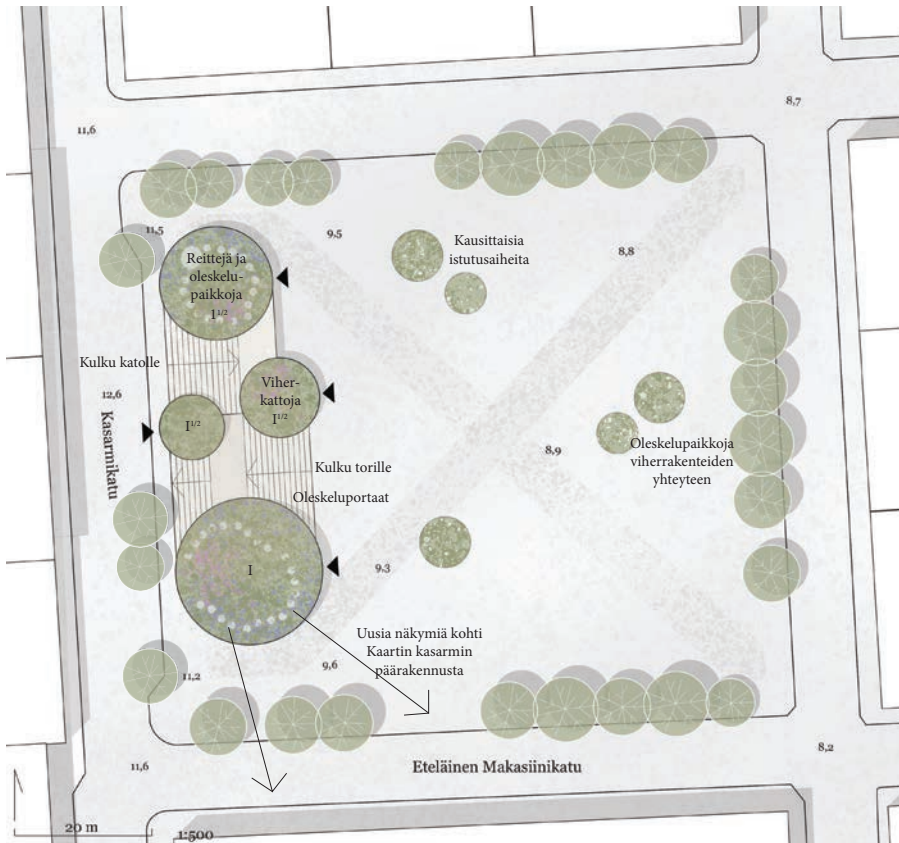 8,7
11,6
11,5
9,5
Kausittaisia
istutusaiheita
8,8
Reittejä ja
oleskelu-
paikkoja
I1/2
Kulku katolle
12,6
Viher-
kattoja
I1/2
I1/2
Kasarmikatu
8,9
Oleskelupaikkoja
viherrakenteiden
yhteyteen
Kulku torille
Oleskeluportaat
I
9,3
Uusia näkymiä kohti
Kaartin kasarmin
päärakennusta
9,6
11,2
8,2
11,6
Eteläinen Makasiinikatu
20 m
1:500